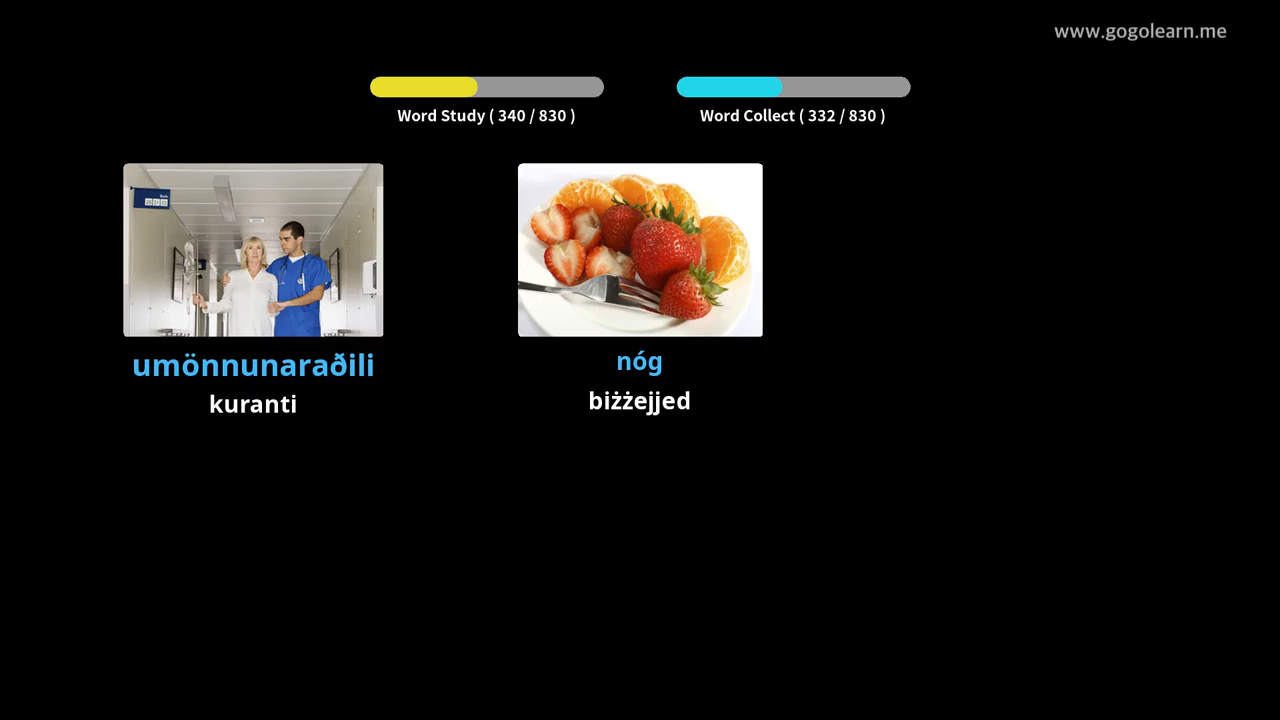 www.gogolearn.me
Word Study ( 340 / 830 )
Word Collect ( 332 / 830 )
umönnunaraðili
kuranti
nóg
biżżejjed